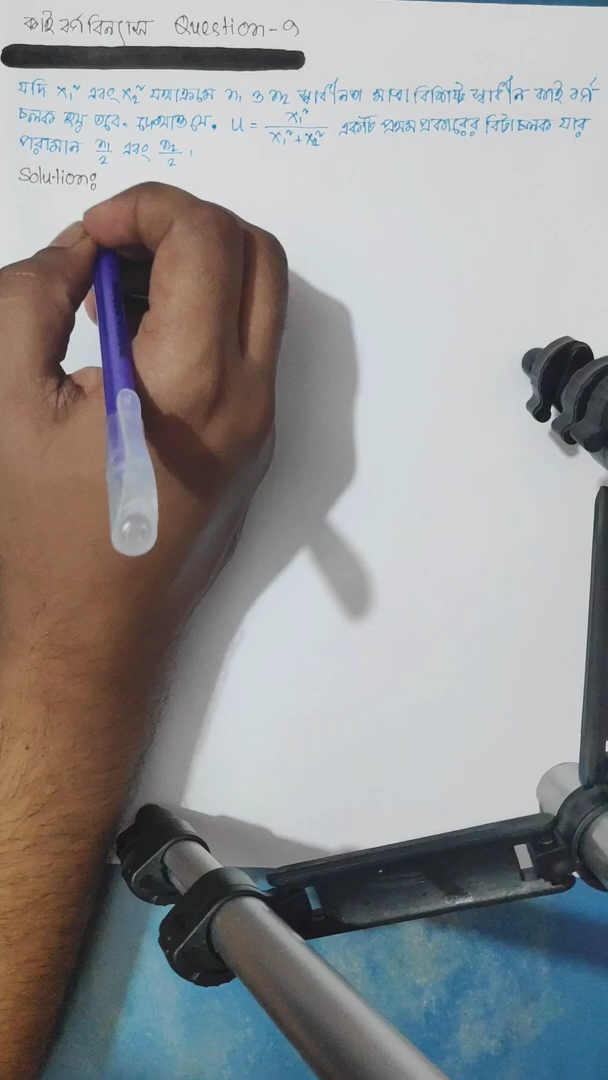 কাই বর্গ বিন্যাস Question-৯
যদি x₁² এবং x₂² যথাক্রমে n₁ ও n₂ স্বাধীনতা মাত্রা বিশিষ্ট স্বাধীন কাই বর্গ
চলক হয় তবে, দেখাও যে, U = x₁²/(x₁²+x₂²) একটি প্রথম প্রকারের বিটা চলক যার
পরামান n₁/2 এবং n₂/2 ।
Solution: